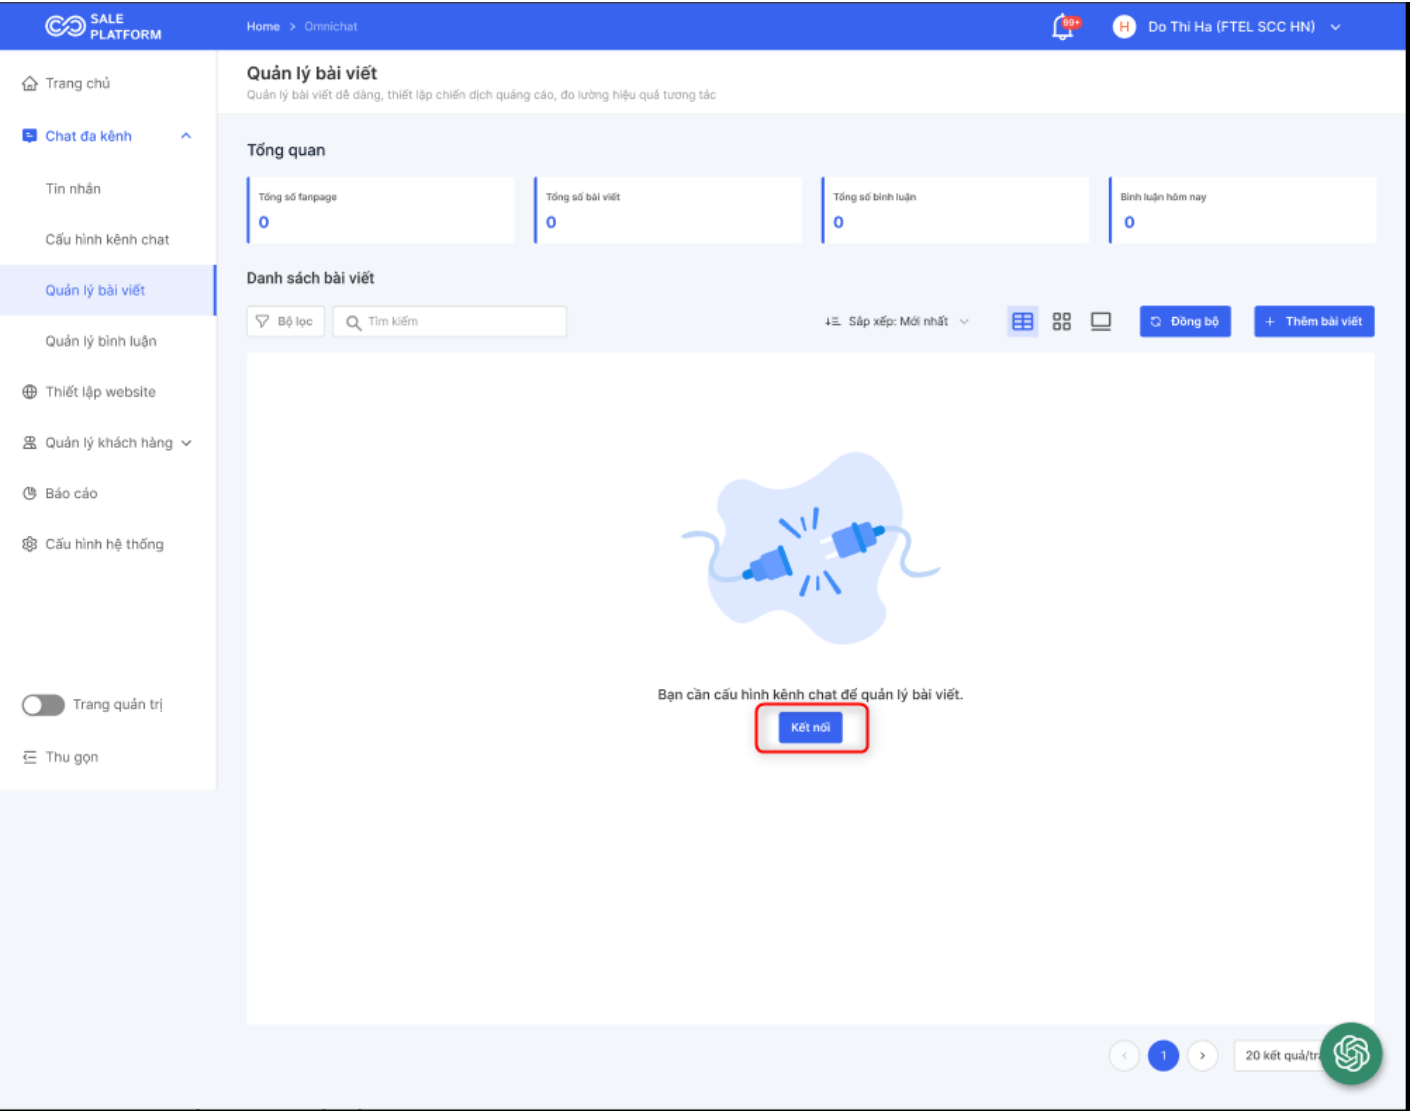 SALE
PLATFORM
Home > Omnichat
99+
H
Do Thi Ha (FTEL SCC HN)
Trang chủ
Chat đa kênh
Tin nhắn
Cấu hình kênh chat
Quản lý bài viết
Quản lý bình luận
Thiết lập website
Quản lý khách hàng
Báo cáo
Cấu hình hệ thống
Trang quản trị
Thu gọn
Quản lý bài viết
Quản lý bài viết dễ dàng, thiết lập chiến dịch quảng cáo, đo lường hiệu quả tương tác
Tổng quan
Tổng số fanpage
0
Tổng số bài viết
0
Tổng số bình luận
0
Bình luận hôm nay
0
Danh sách bài viết
Bộ lọc
Tìm kiếm
Sắp xếp: Mới nhất
Đồng bộ
+ Thêm bài viết
Bạn cần cấu hình kênh chat để quản lý bài viết.
Kết nối
< 1 >
20 kết quả/tr